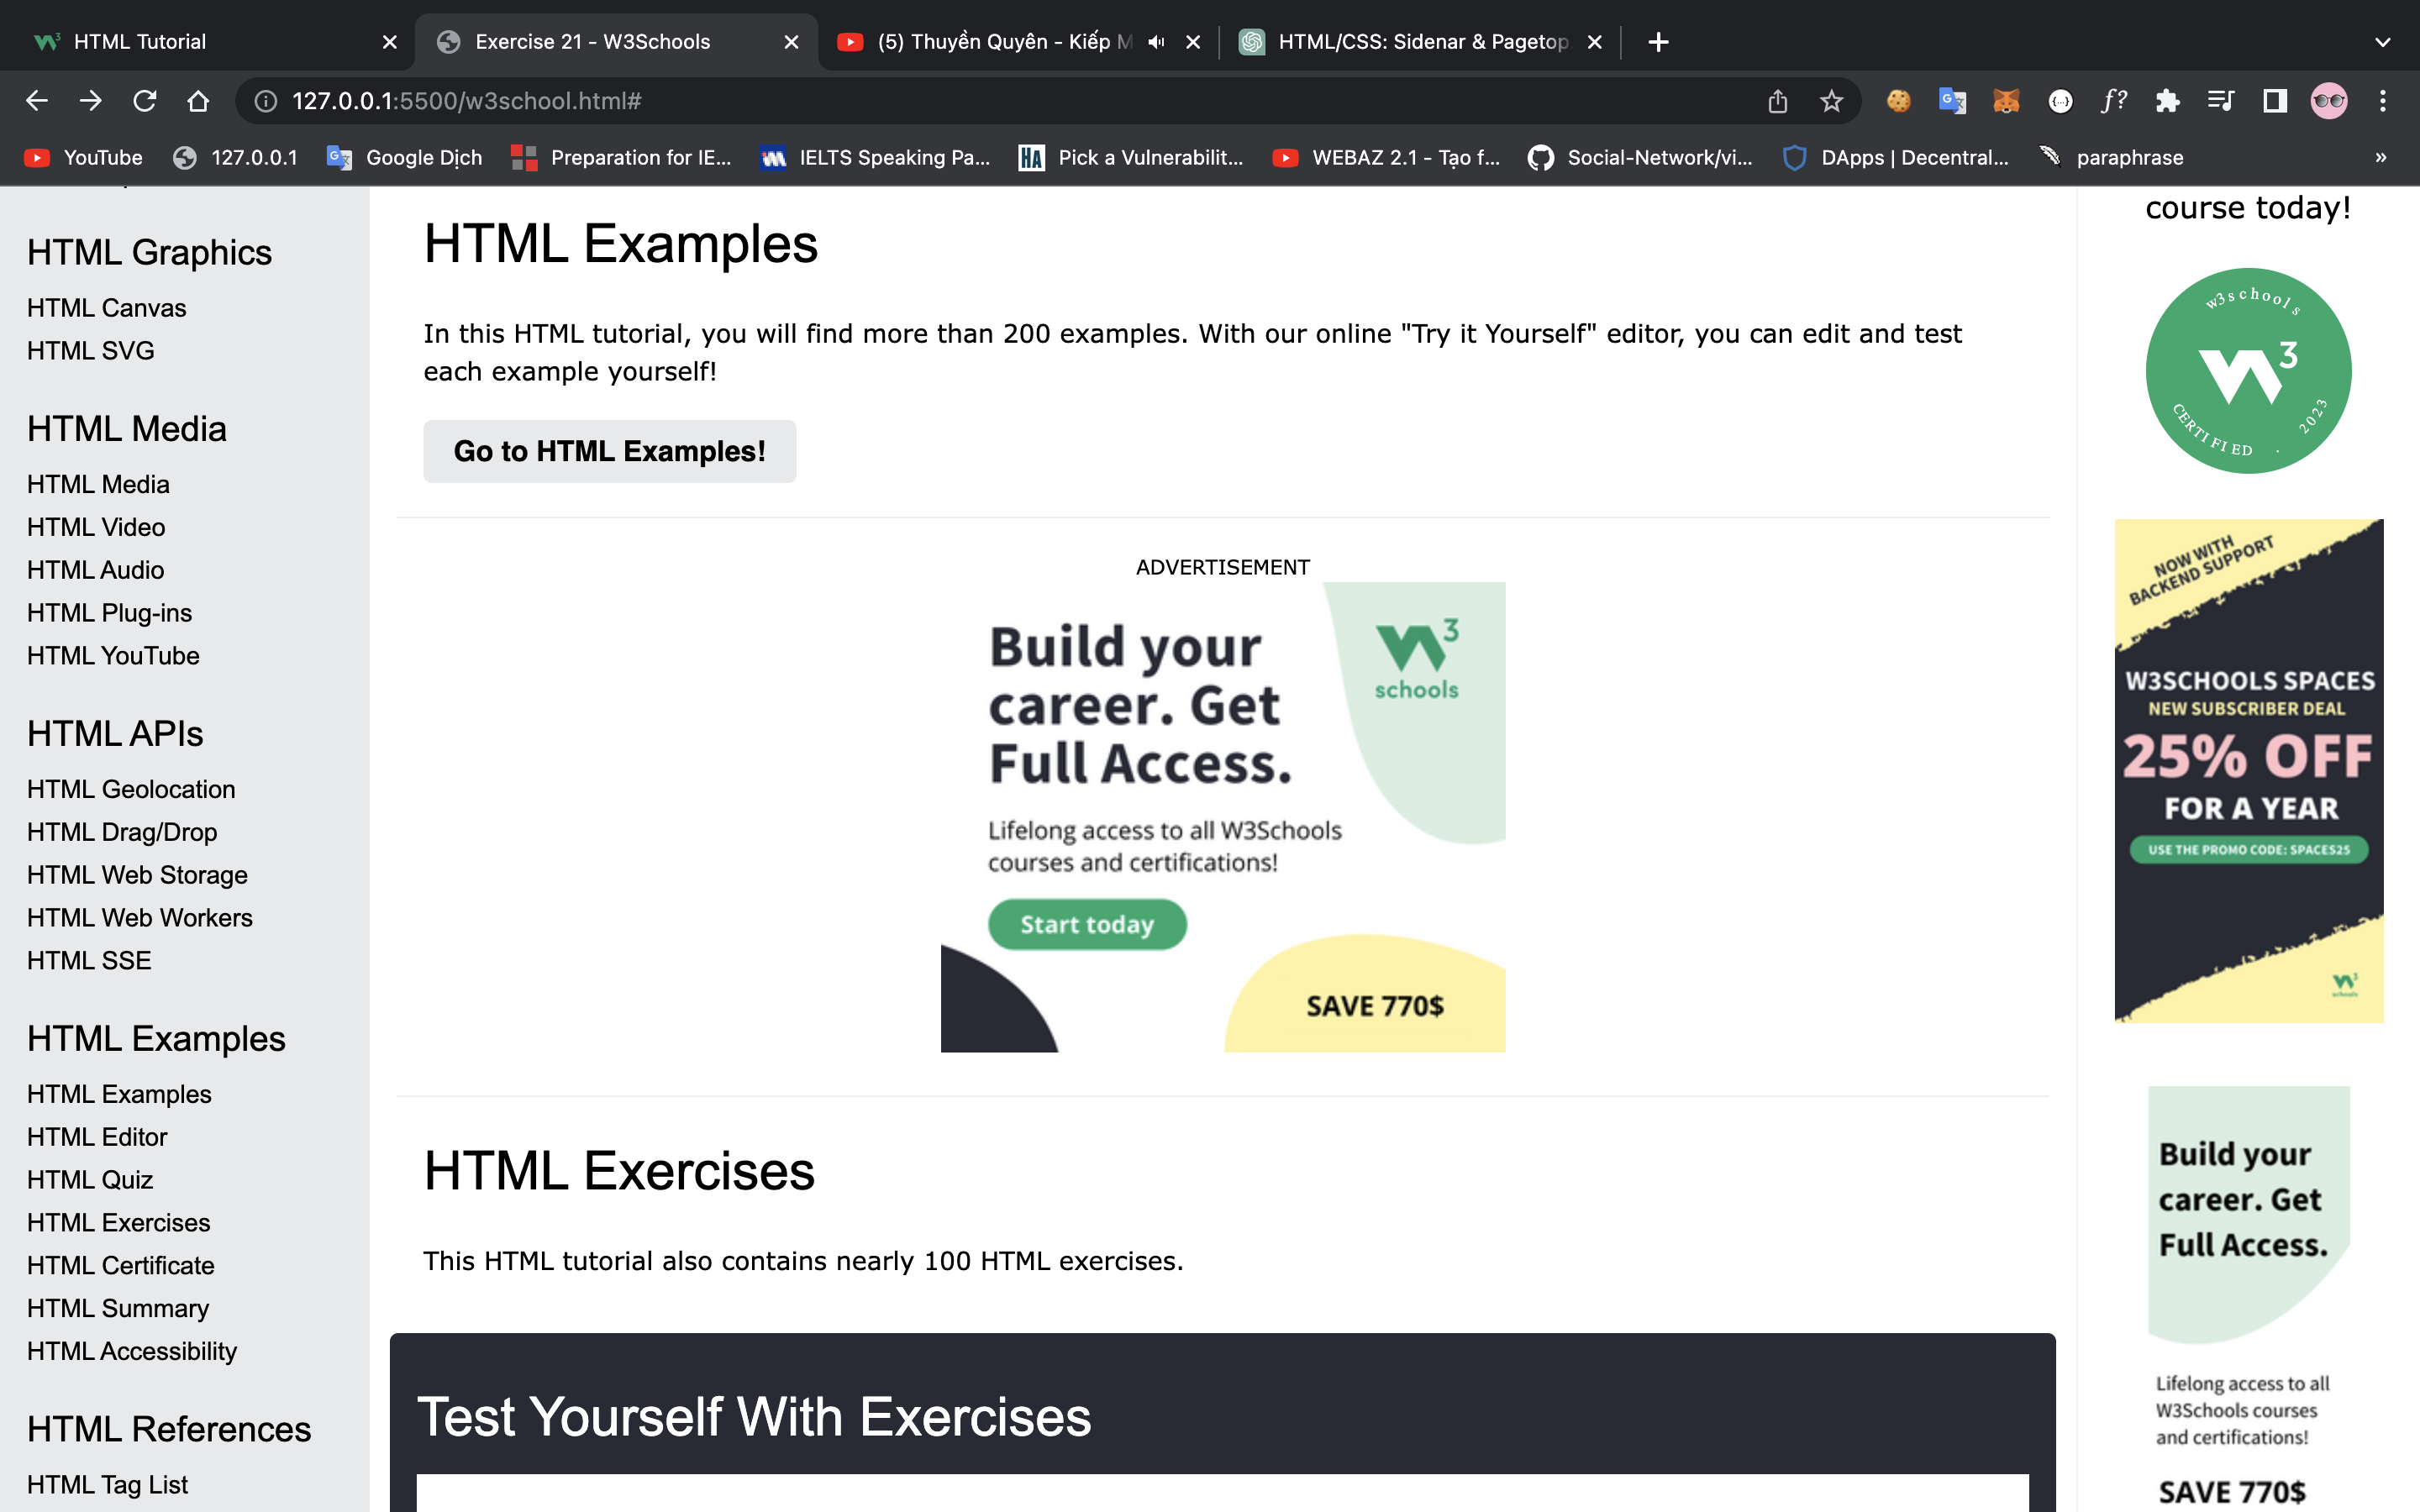 HTML Tutorial
Exercise 21 - W3Schools
(5) Thuyền Quyên - Kiếp M
HTML/CSS: Sidenar & Pagetop
127.0.0.1:5500/w3school.html#
YouTube
127.0.0.1
Google Dịch
Preparation for IE...
IELTS Speaking Pa...
HA
Pick a Vulnerabilit...
WEBAZ 2.1 - Tạo f...
Social-Network/vi...
DApps | Decentral...
paraphrase
»
HTML Graphics
HTML Canvas
HTML SVG
HTML Media
HTML Media
HTML Video
HTML Audio
HTML Plug-ins
HTML YouTube
HTML APIs
HTML Geolocation
HTML Drag/Drop
HTML Web Storage
HTML Web Workers
HTML SSE
HTML Examples
HTML Examples
HTML Editor
HTML Quiz
HTML Exercises
HTML Certificate
HTML Summary
HTML Accessibility
HTML References
HTML Tag List
HTML Examples
In this HTML tutorial, you will find more than 200 examples. With our online "Try it Yourself" editor, you can edit and test
each example yourself!
Go to HTML Examples!
ADVERTISEMENT
Build your
career. Get
Full Access.
3
schools
Lifelong access to all W3Schools
courses and certifications!
Start today
SAVE 770$
HTML Exercises
This HTML tutorial also contains nearly 100 HTML exercises.
Test Yourself With Exercises
course today!
w3schools
3
CERTIFIED . 2023
NOW WITH
BACKEND SUPPORT
W3SCHOOLS SPACES
NEW SUBSCRIBER DEAL
25% OFF
FOR A YEAR
USE THE PROMO CODE: SPACES25
schools
Build your
career. Get
Full Access.
Lifelong access to all
W3Schools courses
and certifications!
SAVE 770$